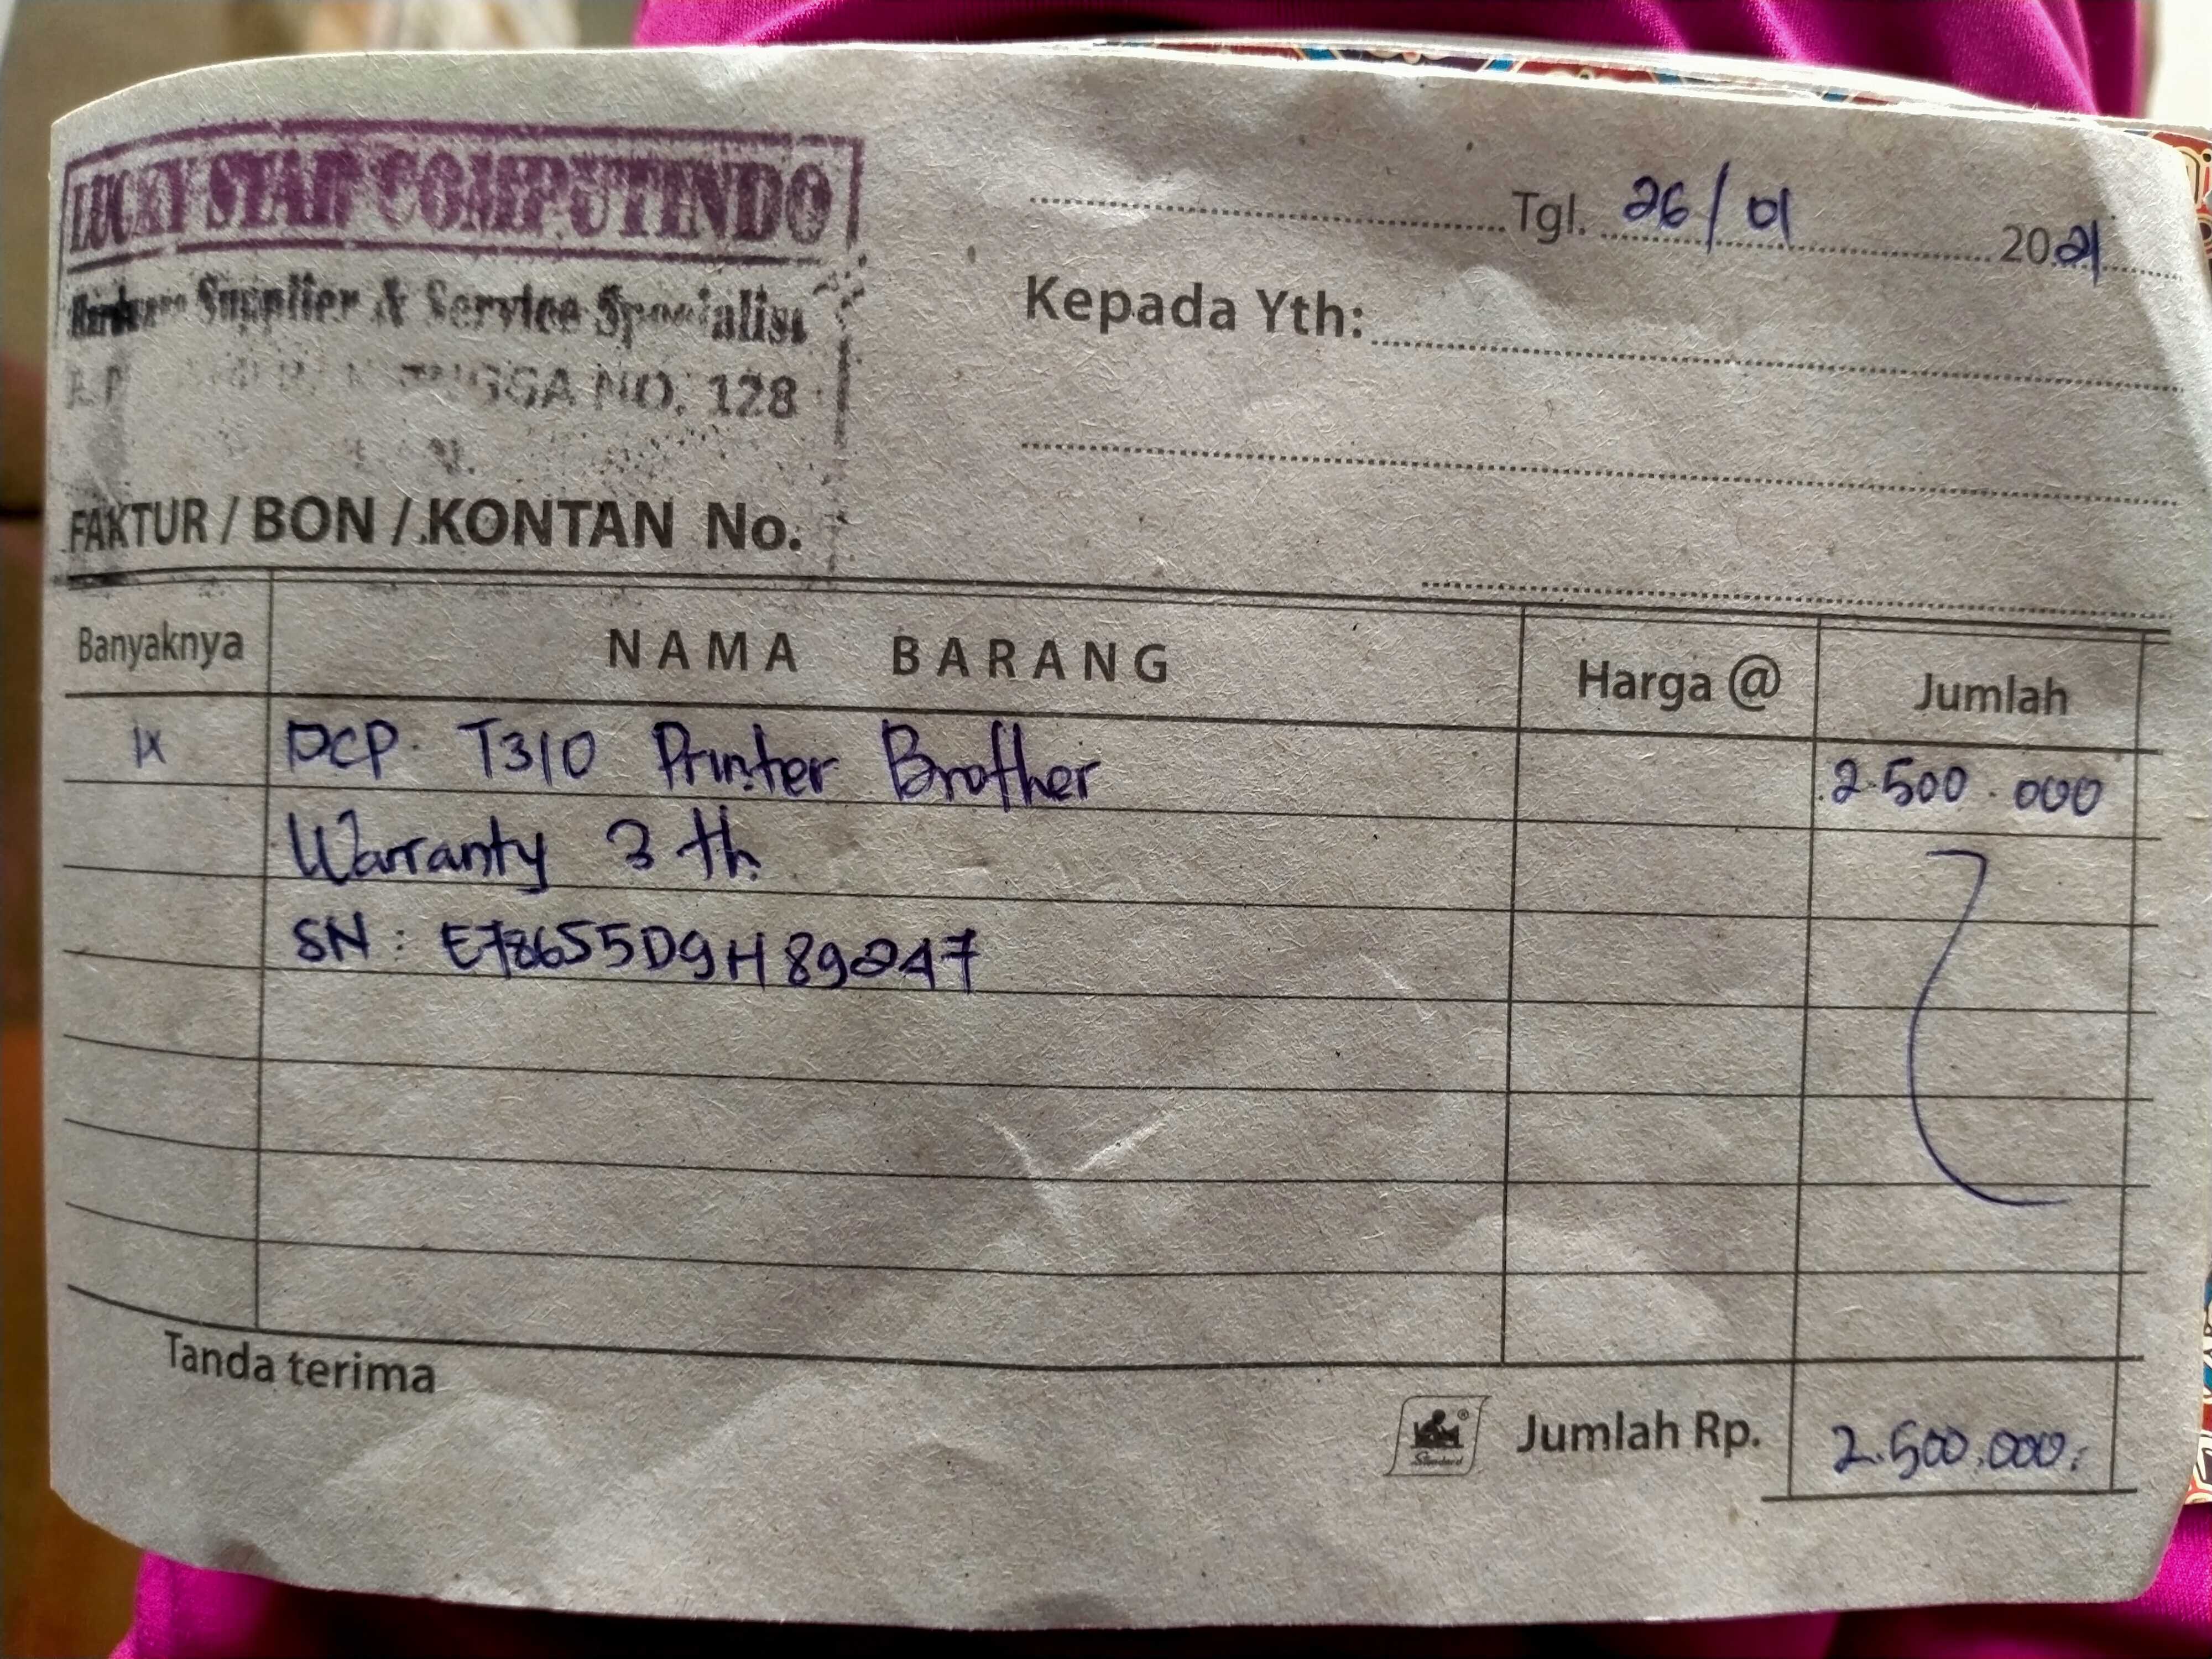 LUCKY STAR COMPUTINDO
Hardware Supplier & Service Specialist
NO. 128
Tgl. 26/01 2021
Kepada Yth:
FAKTUR / BON / KONTAN No.
Banyaknya NAMA BARANG Harga @ Jumlah
1x DCP. T310 Printer Brother 2.500.000
Warranty 3 th.
SN : E78655D9H89247
Tanda terima
Standard Jumlah Rp. 2.500.000,-